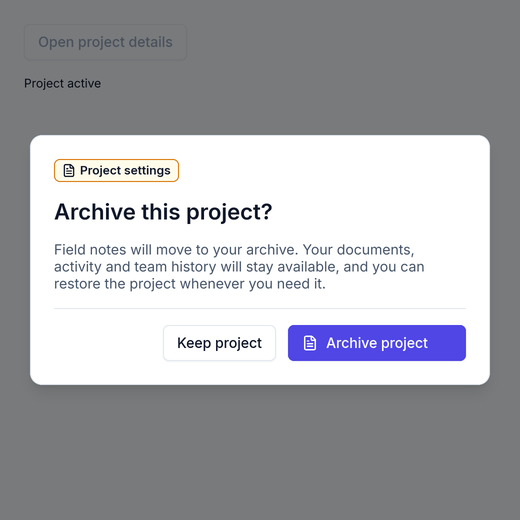 Open project details
Project active
Project settings
Archive this project?
Field notes will move to your archive. Your documents,
activity and team history will stay available, and you can
restore the project whenever you need it.
Keep project
Archive project